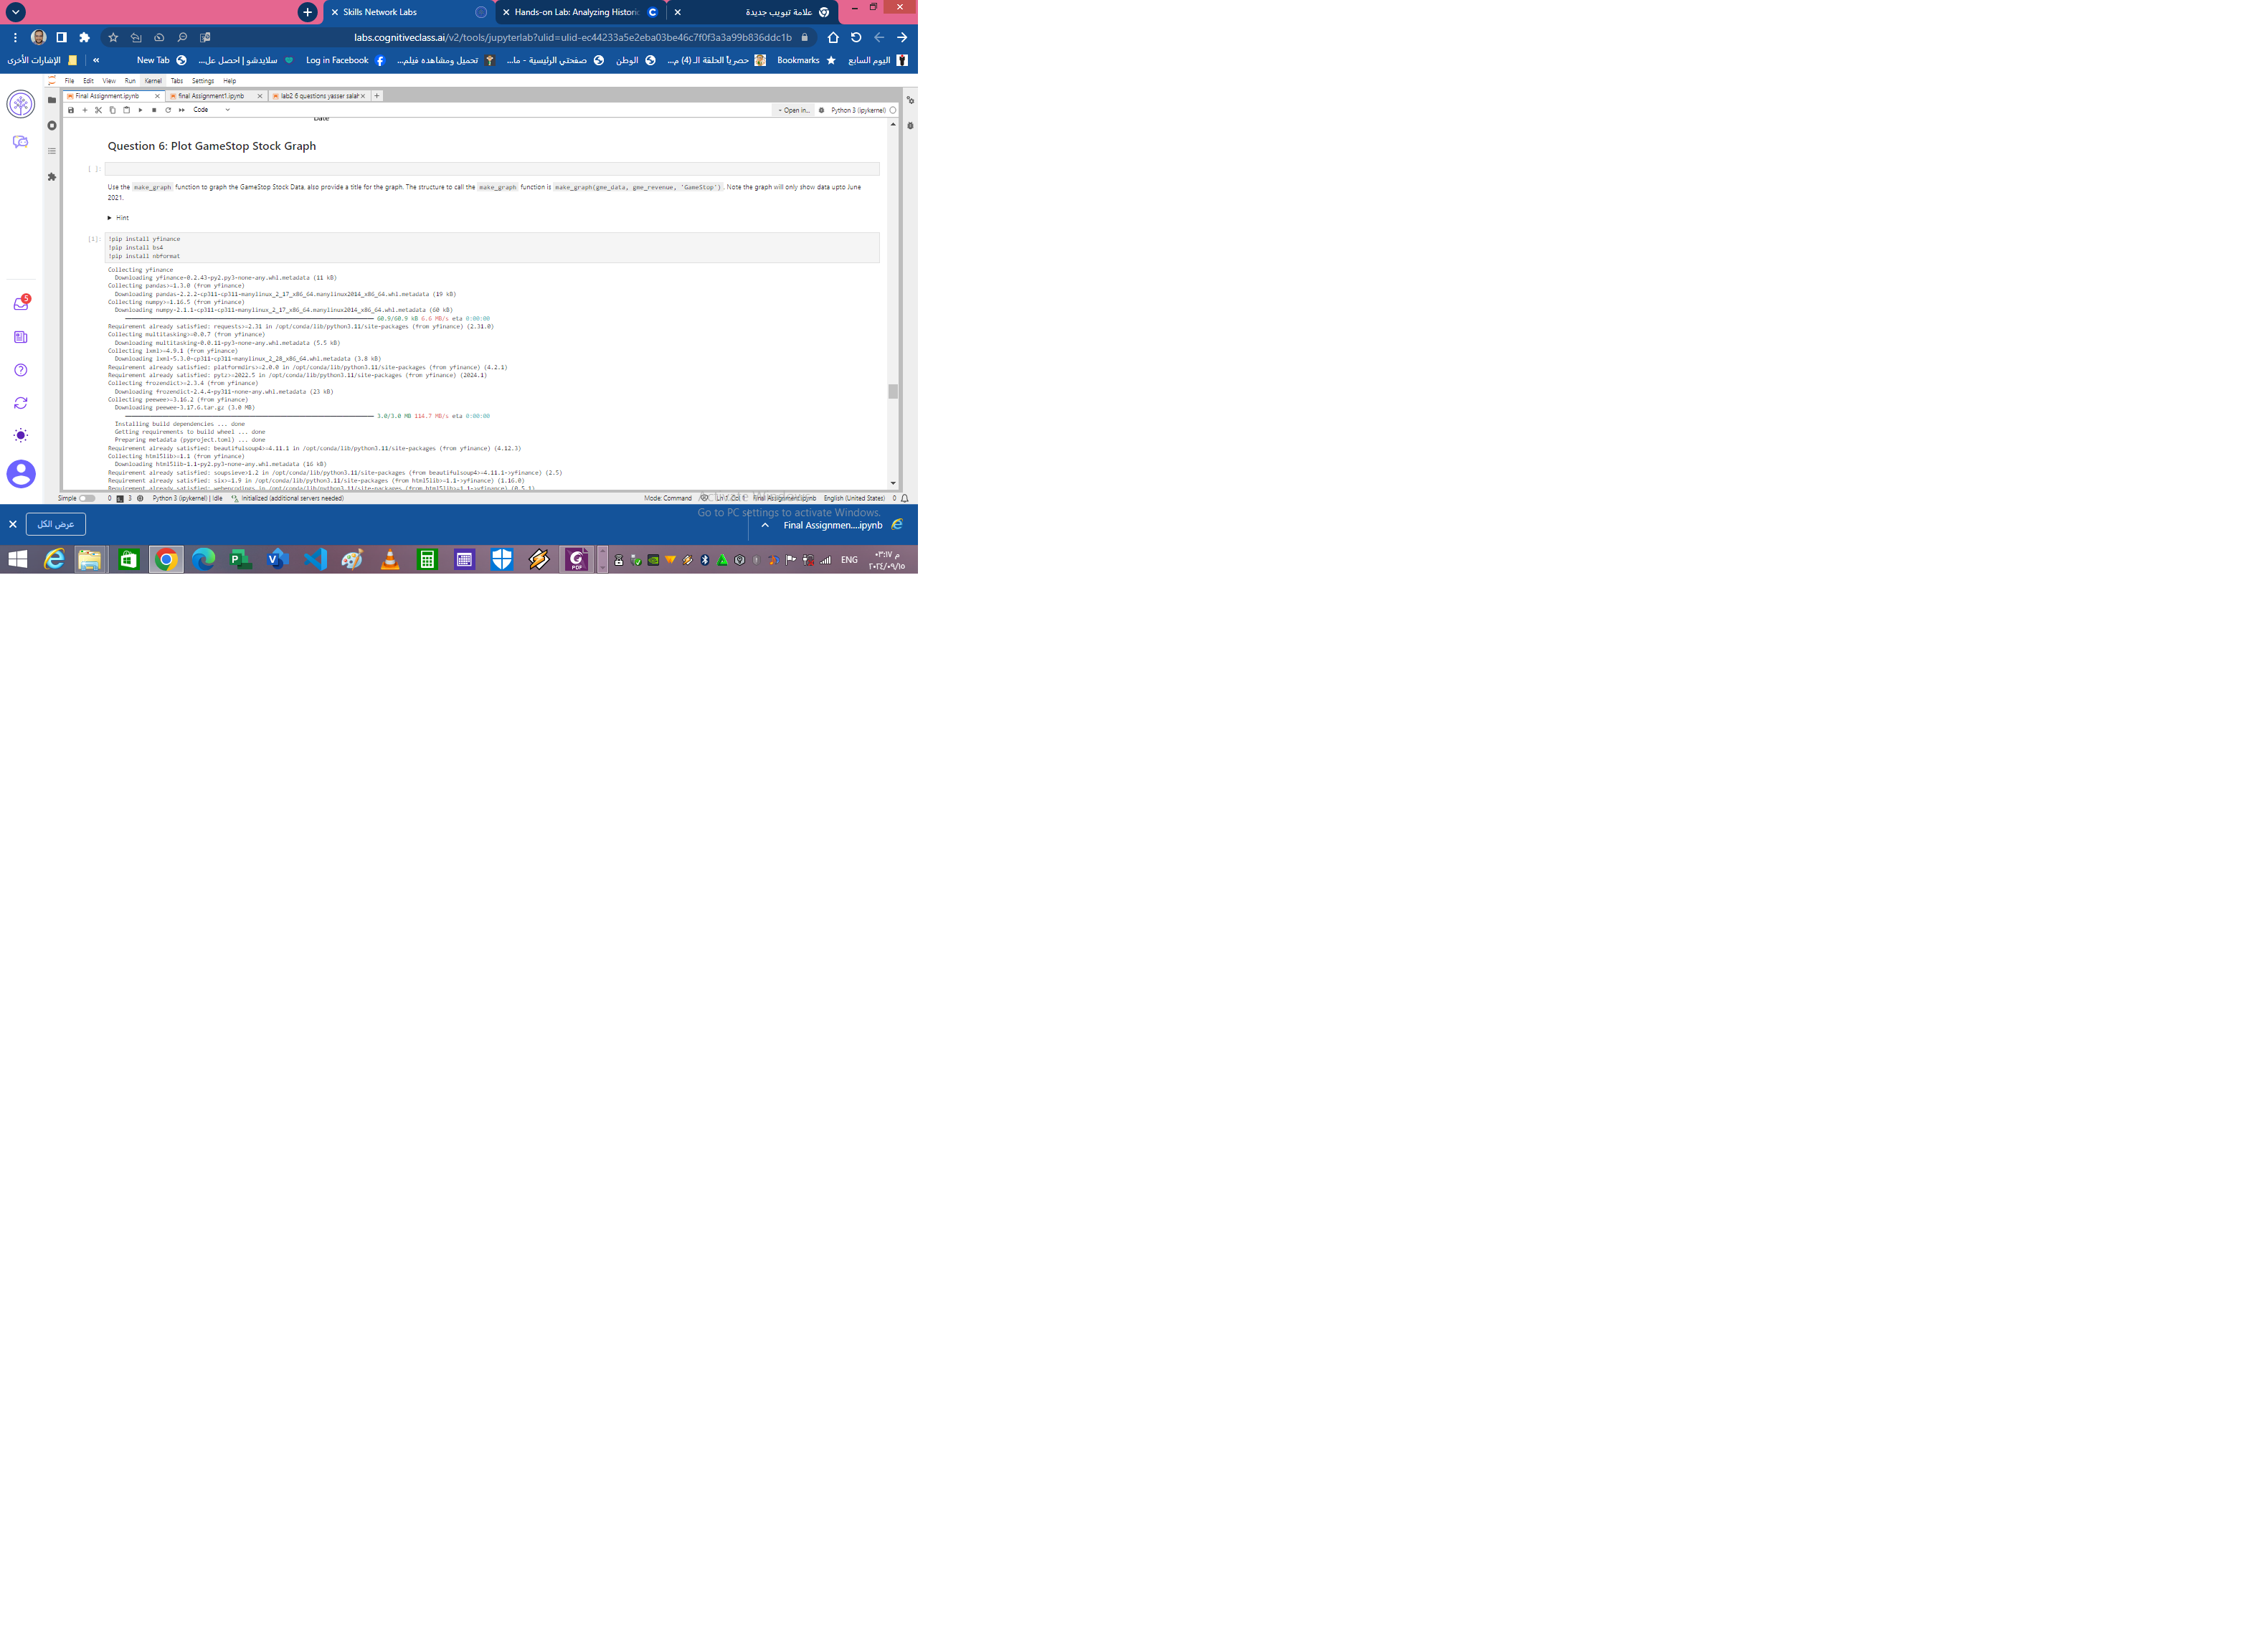 Skills Network Labs
Hands-on Lab: Analyzing Historic
علامة تبويب جديدة
labs.cognitiveclass.ai/v2/tools/jupyterlab?ulid=ulid-ec44233a5e2eba03be46c7f0f3a3a99b836ddc1b
الإشارات الأخرى
«
New Tab
سلايدشو | احصل عل...
Log in Facebook
تحميل ومشاهده فيلم...
صفحتي الرئيسية - ما...
الوطن
حصرياً الحلقة الـ (4) م...
Bookmarks
اليوم السابع
File Edit View Run Kernel Tabs Settings Help
Final Assignment.ipynb
final Assignment1.ipynb
lab2 6 questions yasser salah
Code
Open in...
Python 3 (ipykernel)
Date
Question 6: Plot GameStop Stock Graph
[ ]:
Use the make_graph function to graph the GameStop Stock Data, also provide a title for the graph. The structure to call the make_graph function is make_graph(gme_data, gme_revenue, 'GameStop'). Note the graph will only show data upto June
2021.
Hint
[1]: !pip install yfinance
!pip install bs4
!pip install nbformat
Collecting yfinance
Downloading yfinance-0.2.43-py2.py3-none-any.whl.metadata (11 kB)
Collecting pandas>=1.3.0 (from yfinance)
Downloading pandas-2.2.2-cp311-cp311-manylinux_2_17_x86_64.manylinux2014_x86_64.whl.metadata (19 kB)
Collecting numpy>=1.16.5 (from yfinance)
Downloading numpy-2.1.1-cp311-cp311-manylinux_2_17_x86_64.manylinux2014_x86_64.whl.metadata (60 kB)
60.9/60.9 kB 6.6 MB/s eta 0:00:00
Requirement already satisfied: requests>=2.31 in /opt/conda/lib/python3.11/site-packages (from yfinance) (2.31.0)
Collecting multitasking>=0.0.7 (from yfinance)
Downloading multitasking-0.0.11-py3-none-any.whl.metadata (5.5 kB)
Collecting lxml>=4.9.1 (from yfinance)
Downloading lxml-5.3.0-cp311-cp311-manylinux_2_28_x86_64.whl.metadata (3.8 kB)
Requirement already satisfied: platformdirs>=2.0.0 in /opt/conda/lib/python3.11/site-packages (from yfinance) (4.2.1)
Requirement already satisfied: pytz>=2022.5 in /opt/conda/lib/python3.11/site-packages (from yfinance) (2024.1)
Collecting frozendict>=2.3.4 (from yfinance)
Downloading frozendict-2.4.4-py311-none-any.whl.metadata (23 kB)
Collecting peewee>=3.16.2 (from yfinance)
Downloading peewee-3.17.6.tar.gz (3.0 MB)
3.0/3.0 MB 114.7 MB/s eta 0:00:00
Installing build dependencies ... done
Getting requirements to build wheel ... done
Preparing metadata (pyproject.toml) ... done
Requirement already satisfied: beautifulsoup4>=4.11.1 in /opt/conda/lib/python3.11/site-packages (from yfinance) (4.12.3)
Collecting html5lib>=1.1 (from yfinance)
Downloading html5lib-1.1-py2.py3-none-any.whl.metadata (16 kB)
Requirement already satisfied: soupsieve>1.2 in /opt/conda/lib/python3.11/site-packages (from beautifulsoup4>=4.11.1->yfinance) (2.5)
Requirement already satisfied: six>=1.9 in /opt/conda/lib/python3.11/site-packages (from html5lib>=1.1->yfinance) (1.16.0)
Requirement already satisfied: webencodings in /opt/conda/lib/python3.11/site-packages (from html5lib>=1.1->yfinance) (0.5.1)
5
Simple 0 3 Python 3 (ipykernel) | Idle Initialized (additional servers needed)
Mode: Command Ln 1, Col 1 Final Assignment.ipynb English (United States) 0
Activate Windows
Go to PC settings to activate Windows.
عرض الكل
Final Assignmen....ipynb
PDF
ENG
م ٠٣:١٧
٢٠٢٤/٠٩/١٥